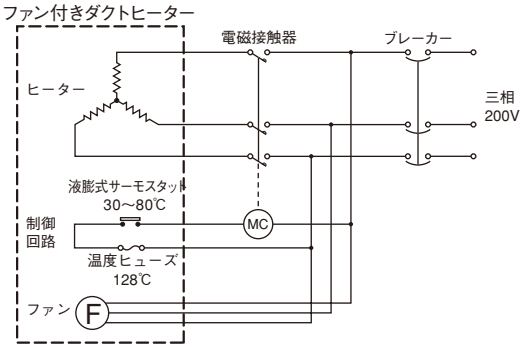 ファン付きダクトヒーター
電磁接触器
ブレーカー
ヒーター
三相
200V
液膨式サーモスタット
30〜80℃
制御
回路
MC
温度ヒューズ
128℃
ファン
F